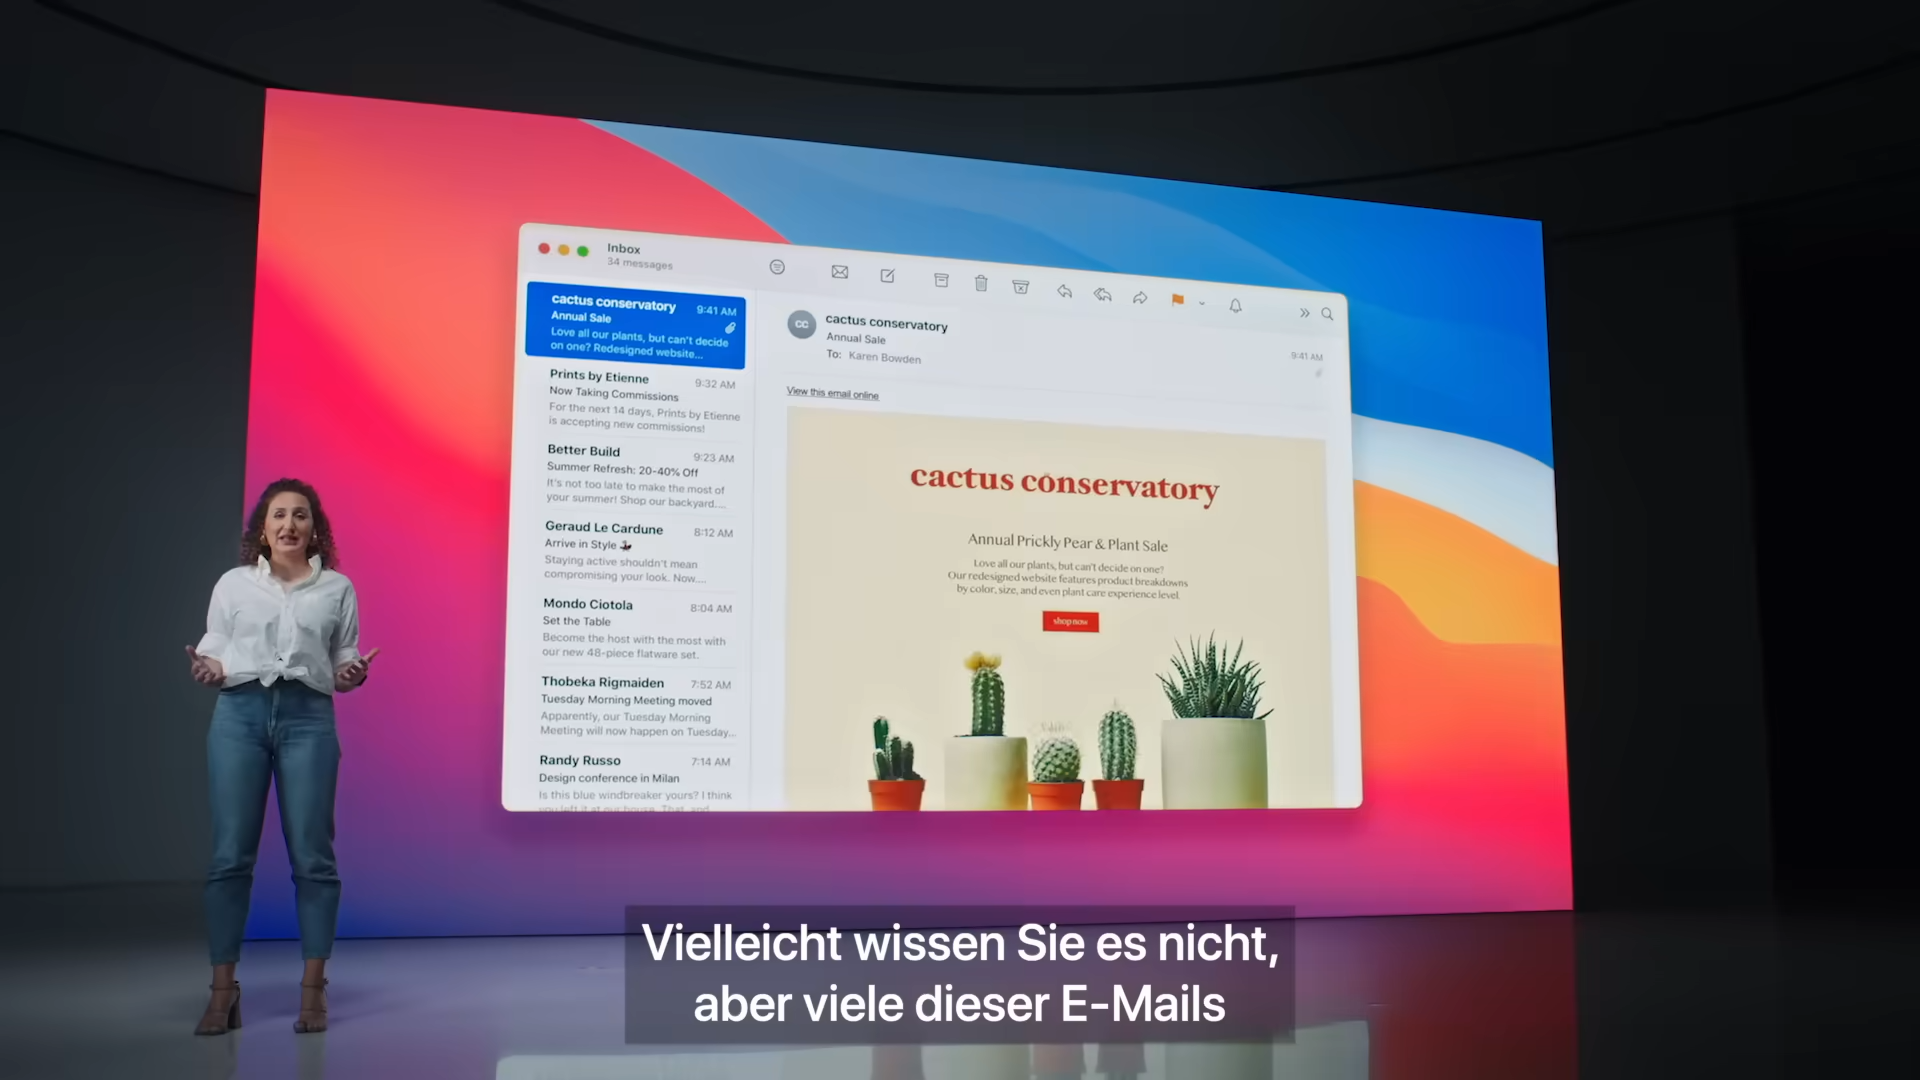 Inbox
34 messages
cactus conservatory 9:41 AM
Annual Sale
Love all our plants, but can't decide
on one? Redesigned website...
Prints by Etienne 9:32 AM
Now Taking Commissions
For the next 14 days, Prints by Etienne
is accepting new commissions!
Better Build 9:23 AM
Summer Refresh: 20-40% Off
It's not too late to make the most of
your summer! Shop our backyard....
Geraud Le Cardune 8:12 AM
Arrive in Style
Staying active shouldn't mean
compromising your look. Now....
Mondo Ciotola 8:04 AM
Set the Table
Become the host with the most with
our new 48-piece flatware set.
Thobeka Rigmaiden 7:52 AM
Tuesday Morning Meeting moved
Apparently, our Tuesday Morning
Meeting will now happen on Tuesday...
Randy Russo 7:14 AM
Design conference in Milan
Is this blue windbreaker yours? I think
you left it at our house. That, and
CC
cactus conservatory
Annual Sale
To: Karen Bowden
9:41 AM
View this email online
cactus conservatory
Annual Prickly Pear & Plant Sale
Love all our plants, but can't decide on one?
Our redesigned website features product breakdowns
by color, size, and even plant care experience level.
shop now
Vielleicht wissen Sie es nicht,
aber viele dieser E-Mails